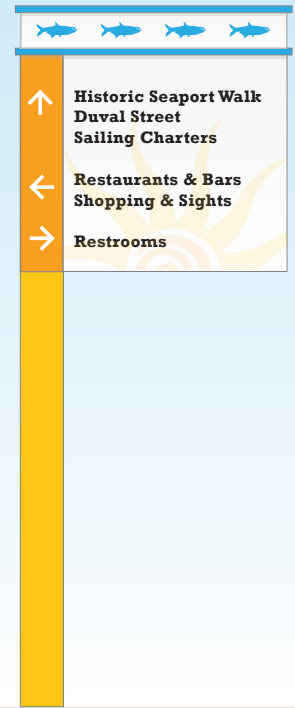 Historic Seaport Walk
Duval Street
Sailing Charters
Restaurants & Bars
Shopping & Sights
Restrooms